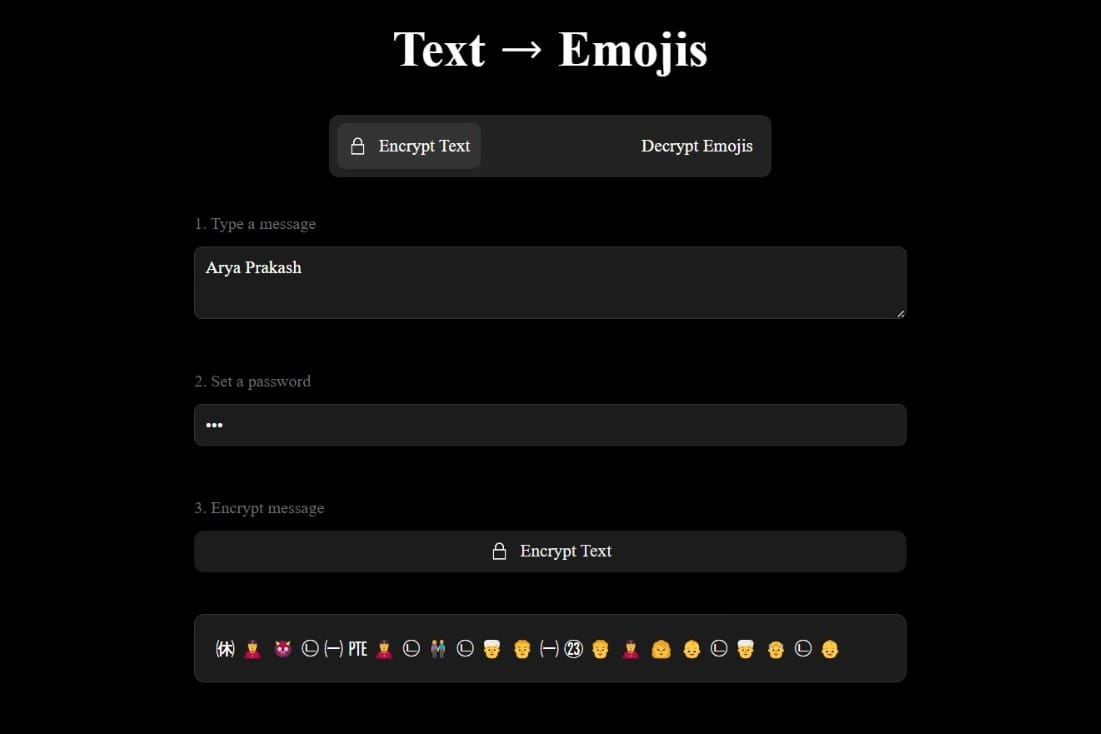 Text → Emojis
Encrypt Text
Decrypt Emojis
1. Type a message
Arya Prakash
2. Set a password
•••
3. Encrypt message
Encrypt Text
㉁ 👸 😈 ㉦ ㈠ PTE 👸 ㉦ 👬 ㉦ 👳 👨 ㈠ ㉓ 👨 👸 🙆 👶 ㉦ 👳 👴 ㉦ 👶